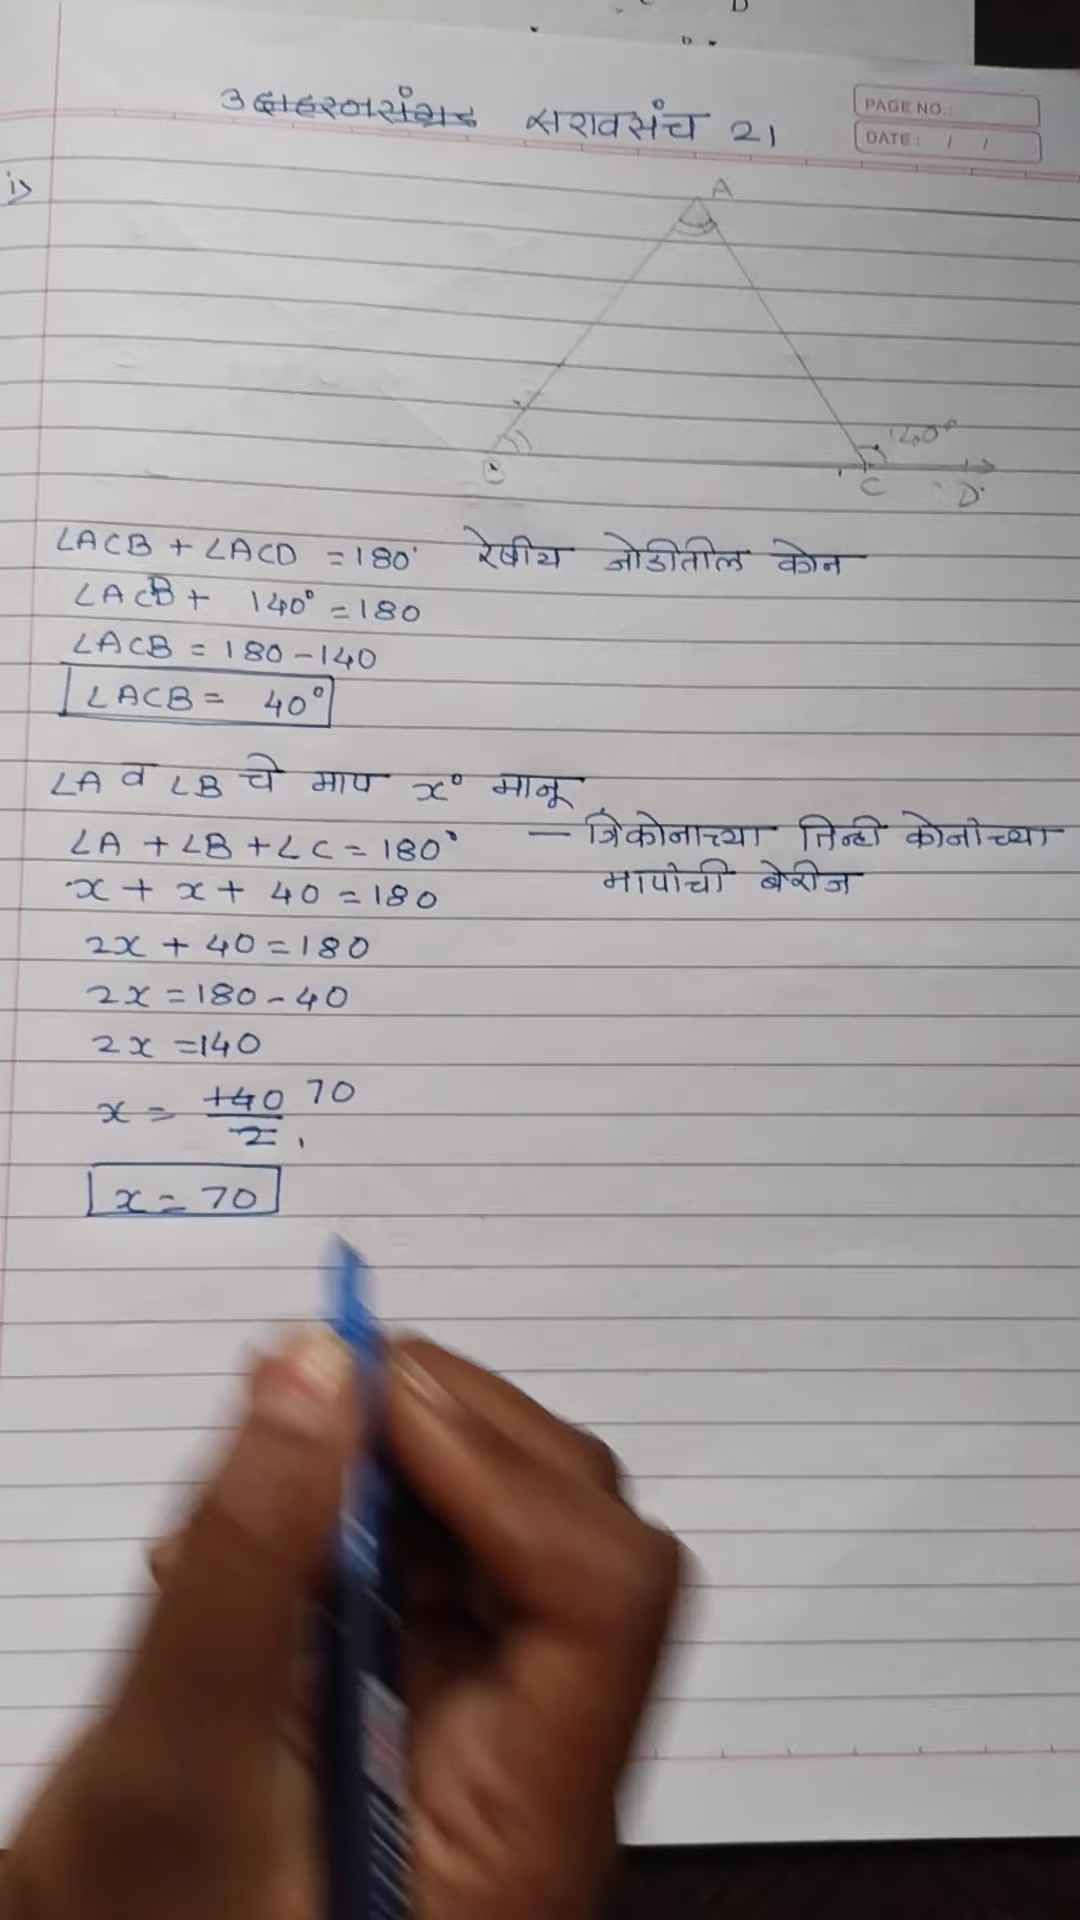 D
D
उदाहरनसंग्रह सरावसंच 21
PAGE NO.:
DATE: / /
i>
A
140°
B
C
D
∠ACB + ∠ACD = 180° रेषीय जोडीतील कोन
∠ACB + 140° = 180
∠ACB = 180 - 140
∠ACB = 40°
∠A व ∠B चे माप x° मानू
∠A + ∠B + ∠C = 180° — त्रिकोनाच्या तिन्ही कोनांच्या
x + x + 40 = 180 मापांची बेरीज
2x + 40 = 180
2x = 180 - 40
2x = 140
x = 140/2 70
x = 70